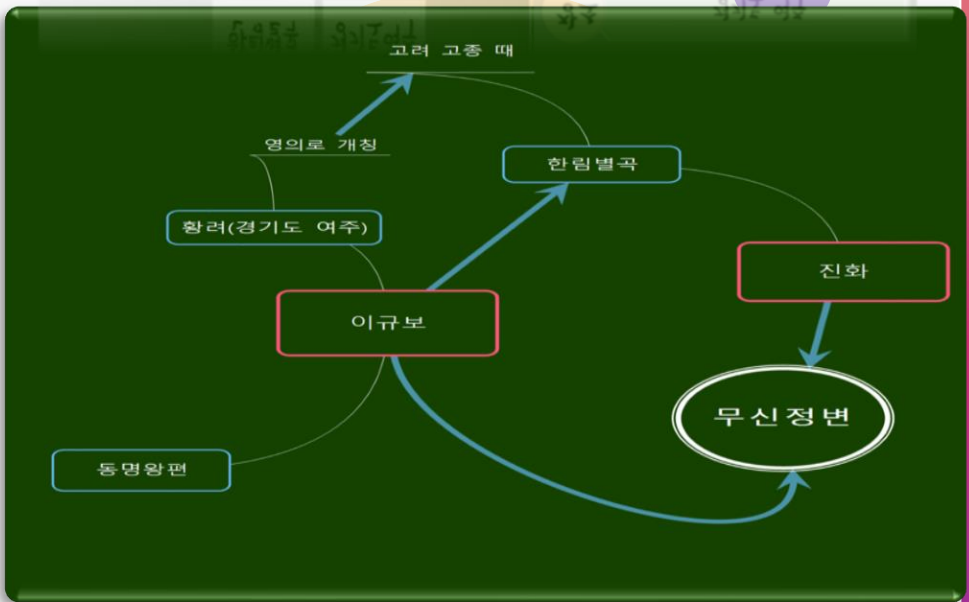 고려 고종 때
영의로 개칭
한림별곡
황려(경기도 여주)
진화
이규보
무신정변
동명왕편